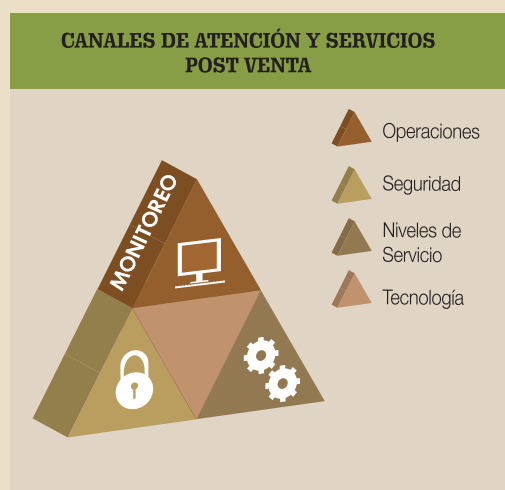 CANALES DE ATENCIÓN Y SERVICIOS
POST VENTA
MONITOREO
Operaciones
Seguridad
Niveles de
Servicio
Tecnología